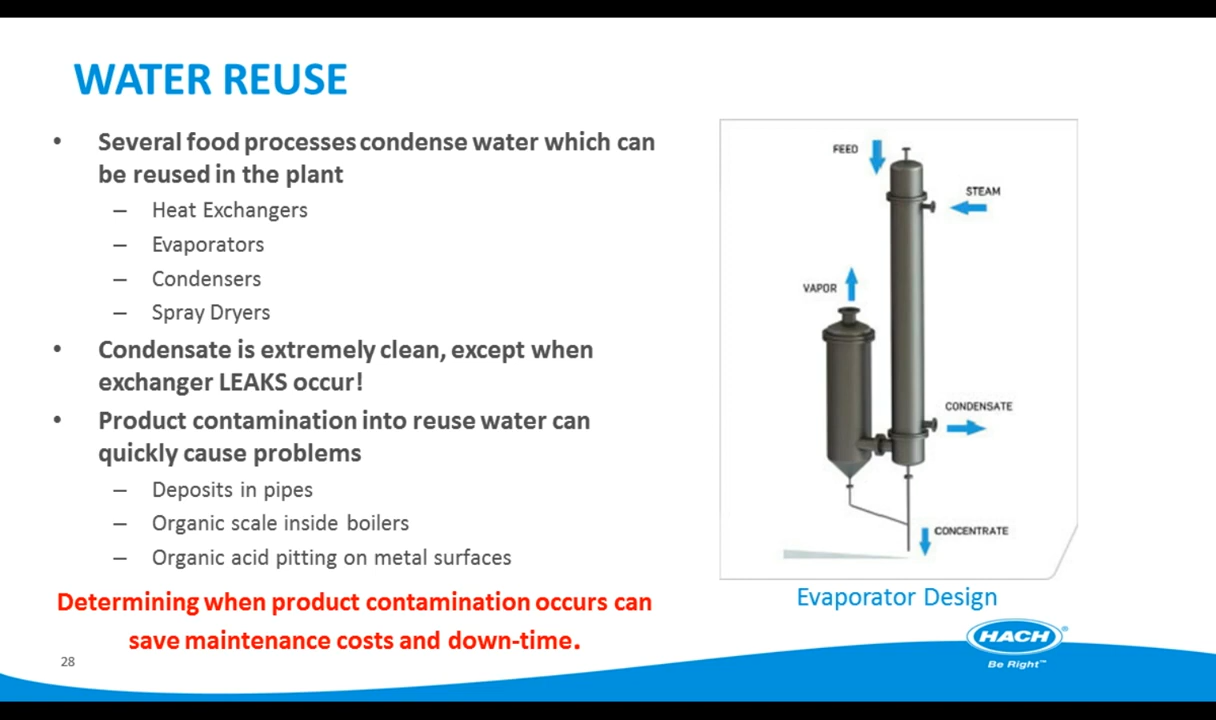 WATER REUSE
• Several food processes condense water which can
be reused in the plant
– Heat Exchangers
– Evaporators
– Condensers
– Spray Dryers
• Condensate is extremely clean, except when
exchanger LEAKS occur!
• Product contamination into reuse water can
quickly cause problems
– Deposits in pipes
– Organic scale inside boilers
– Organic acid pitting on metal surfaces
Determining when product contamination occurs can
save maintenance costs and down-time.
28
FEED
STEAM
VAPOR
CONDENSATE
CONCENTRATE
Evaporator Design
HACH®
Be Right™